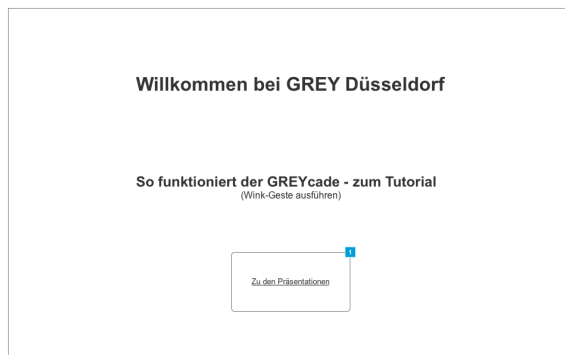 Willkommen bei GREY Düsseldorf
So funktioniert der GREYcade - zum Tutorial
(Wink-Geste ausführen)
1
Zu den Präsentationen